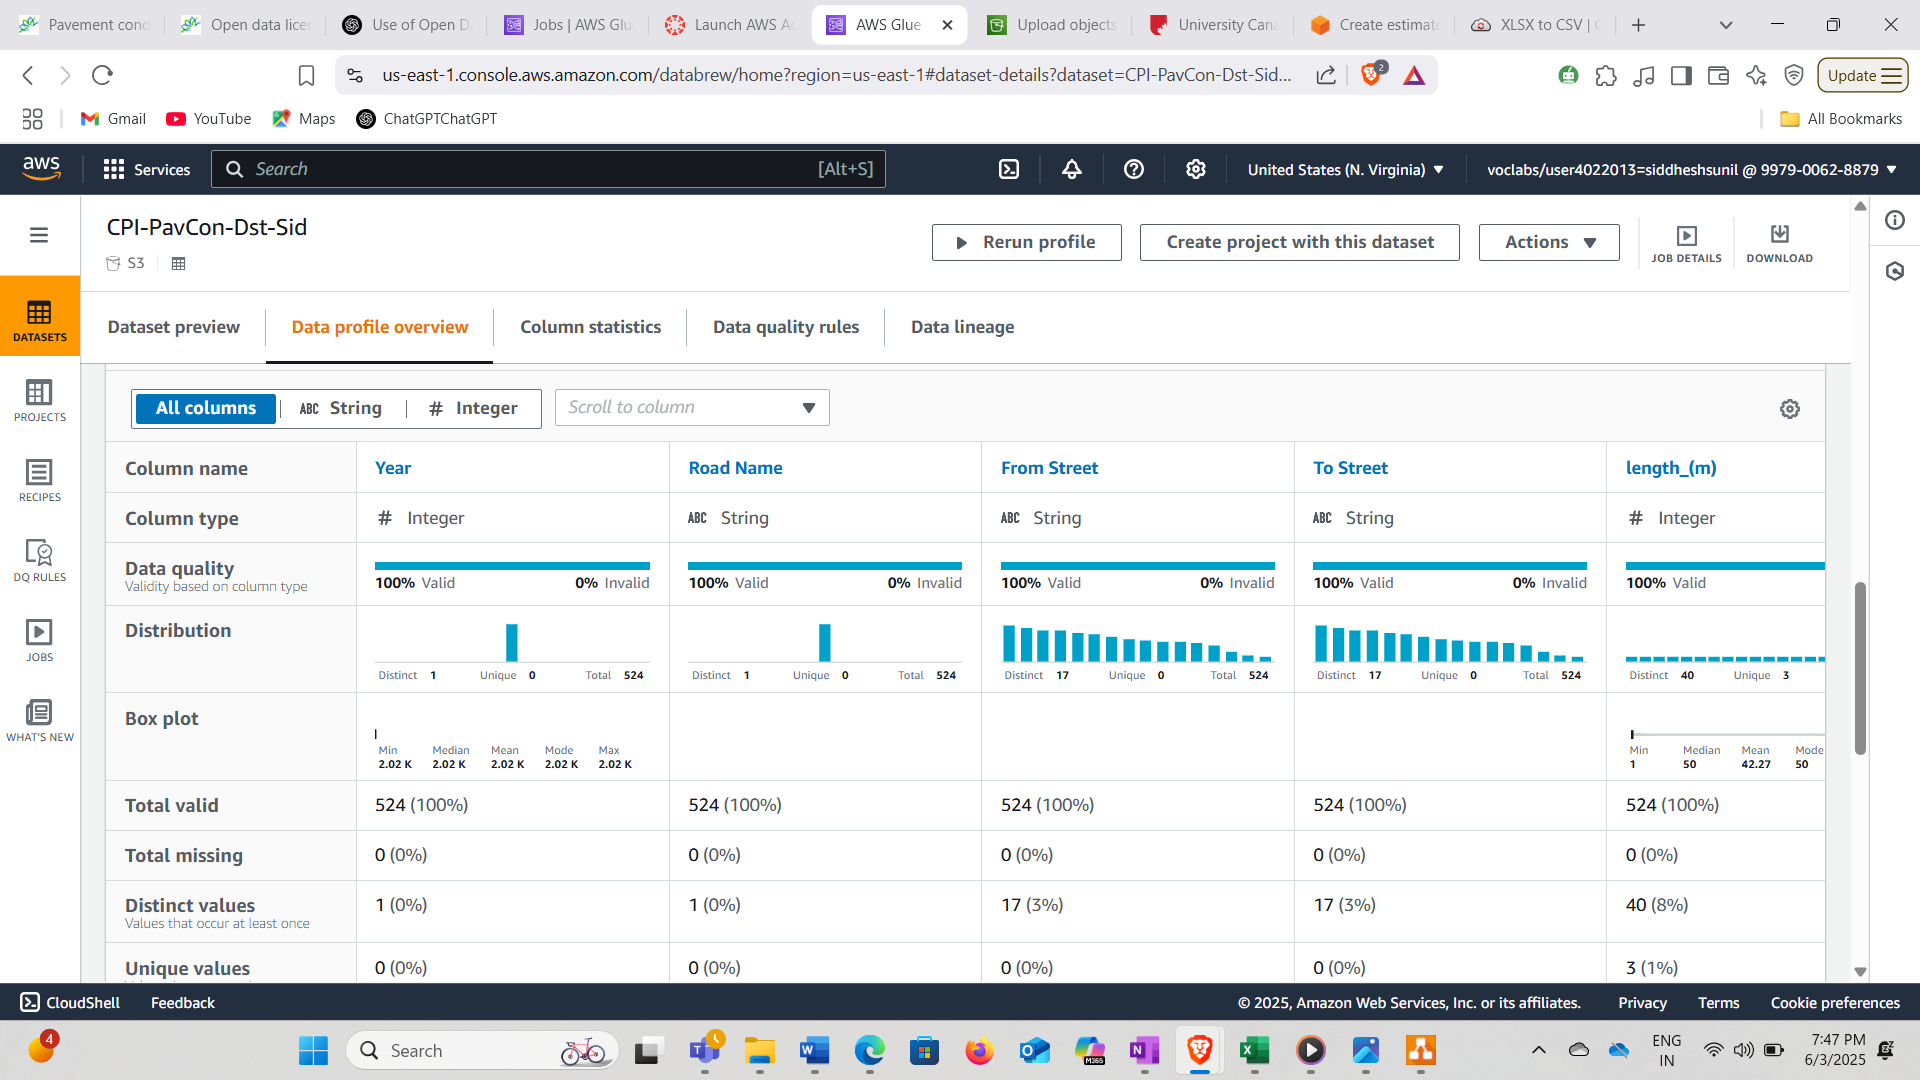 Pavement cond
Open data lice
Use of Open D
Jobs | AWS Glu
Launch AWS Ac
AWS Glue
Upload objects
University Cana
Create estimate
XLSX to CSV | C
us-east-1.console.aws.amazon.com/databrew/home?region=us-east-1#dataset-details?dataset=CPI-PavCon-Dst-Sid...
2
Update
Gmail
YouTube
Maps
ChatGPTChatGPT
All Bookmarks
aws
Services
Search
[Alt+S]
United States (N. Virginia)
voclabs/user4022013=siddheshsunil @ 9979-0062-8879
CPI-PavCon-Dst-Sid
S3
Rerun profile
Create project with this dataset
Actions
JOB DETAILS
DOWNLOAD
DATASETS
PROJECTS
RECIPES
DQ RULES
JOBS
WHAT'S NEW
Dataset preview
Data profile overview
Column statistics
Data quality rules
Data lineage
All columns
ABC String
# Integer
Scroll to column
Column name Year Road Name From Street To Street length_(m)
Column type # Integer ABC String ABC String ABC String # Integer
Data quality
Validity based on column type
100% Valid 0% Invalid 100% Valid 0% Invalid 100% Valid 0% Invalid 100% Valid 0% Invalid 100% Valid
Distribution
Distinct 1 Unique 0 Total 524 Distinct 1 Unique 0 Total 524 Distinct 17 Unique 0 Total 524 Distinct 17 Unique 0 Total 524 Distinct 40 Unique 3
Box plot
Min Median Mean Mode Max Min Median Mean Mode
2.02 K 2.02 K 2.02 K 2.02 K 2.02 K 1 50 42.27 50
Total valid 524 (100%) 524 (100%) 524 (100%) 524 (100%) 524 (100%)
Total missing 0 (0%) 0 (0%) 0 (0%) 0 (0%) 0 (0%)
Distinct values 1 (0%) 1 (0%) 17 (3%) 17 (3%) 40 (8%)
Values that occur at least once
Unique values 0 (0%) 0 (0%) 0 (0%) 0 (0%) 3 (1%)
CloudShell
Feedback
© 2025, Amazon Web Services, Inc. or its affiliates.
Privacy
Terms
Cookie preferences
4
Search
M365
ENG
IN
7:47 PM
6/3/2025